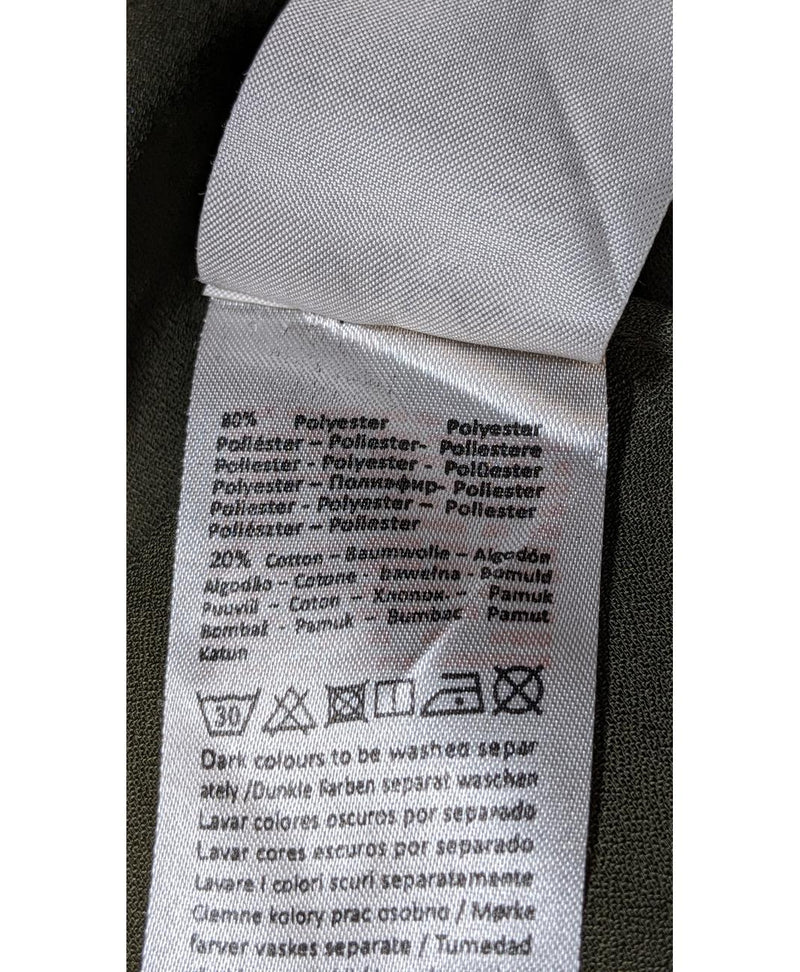 80% Polyester Polyester
Poliéster – Poliester- Poliestere
Poliester - Polyester - Polüester
Polyester – Полиэфир- Poliester
Poliester - Polyester – Poliester
Poliészter – Poliester
20% Cotton – Baumwolle – Algodón
Algodão – Cotone - Bawełna - Bomuld
Puuvill – Coton – Хлопок. – Pamuk
Bombaž - Pamuk – Bumbac Pamut
Katun
30
Dark colours to be washed separ
ately /Dunkle Farben separat waschen
Lavar colores oscuros por separado
Lavar cores escuros por separado
Lavare i colori scuri separatamente
Ciemne kolory prac osobno / Mørke
farver vaskes separate / Tumedad